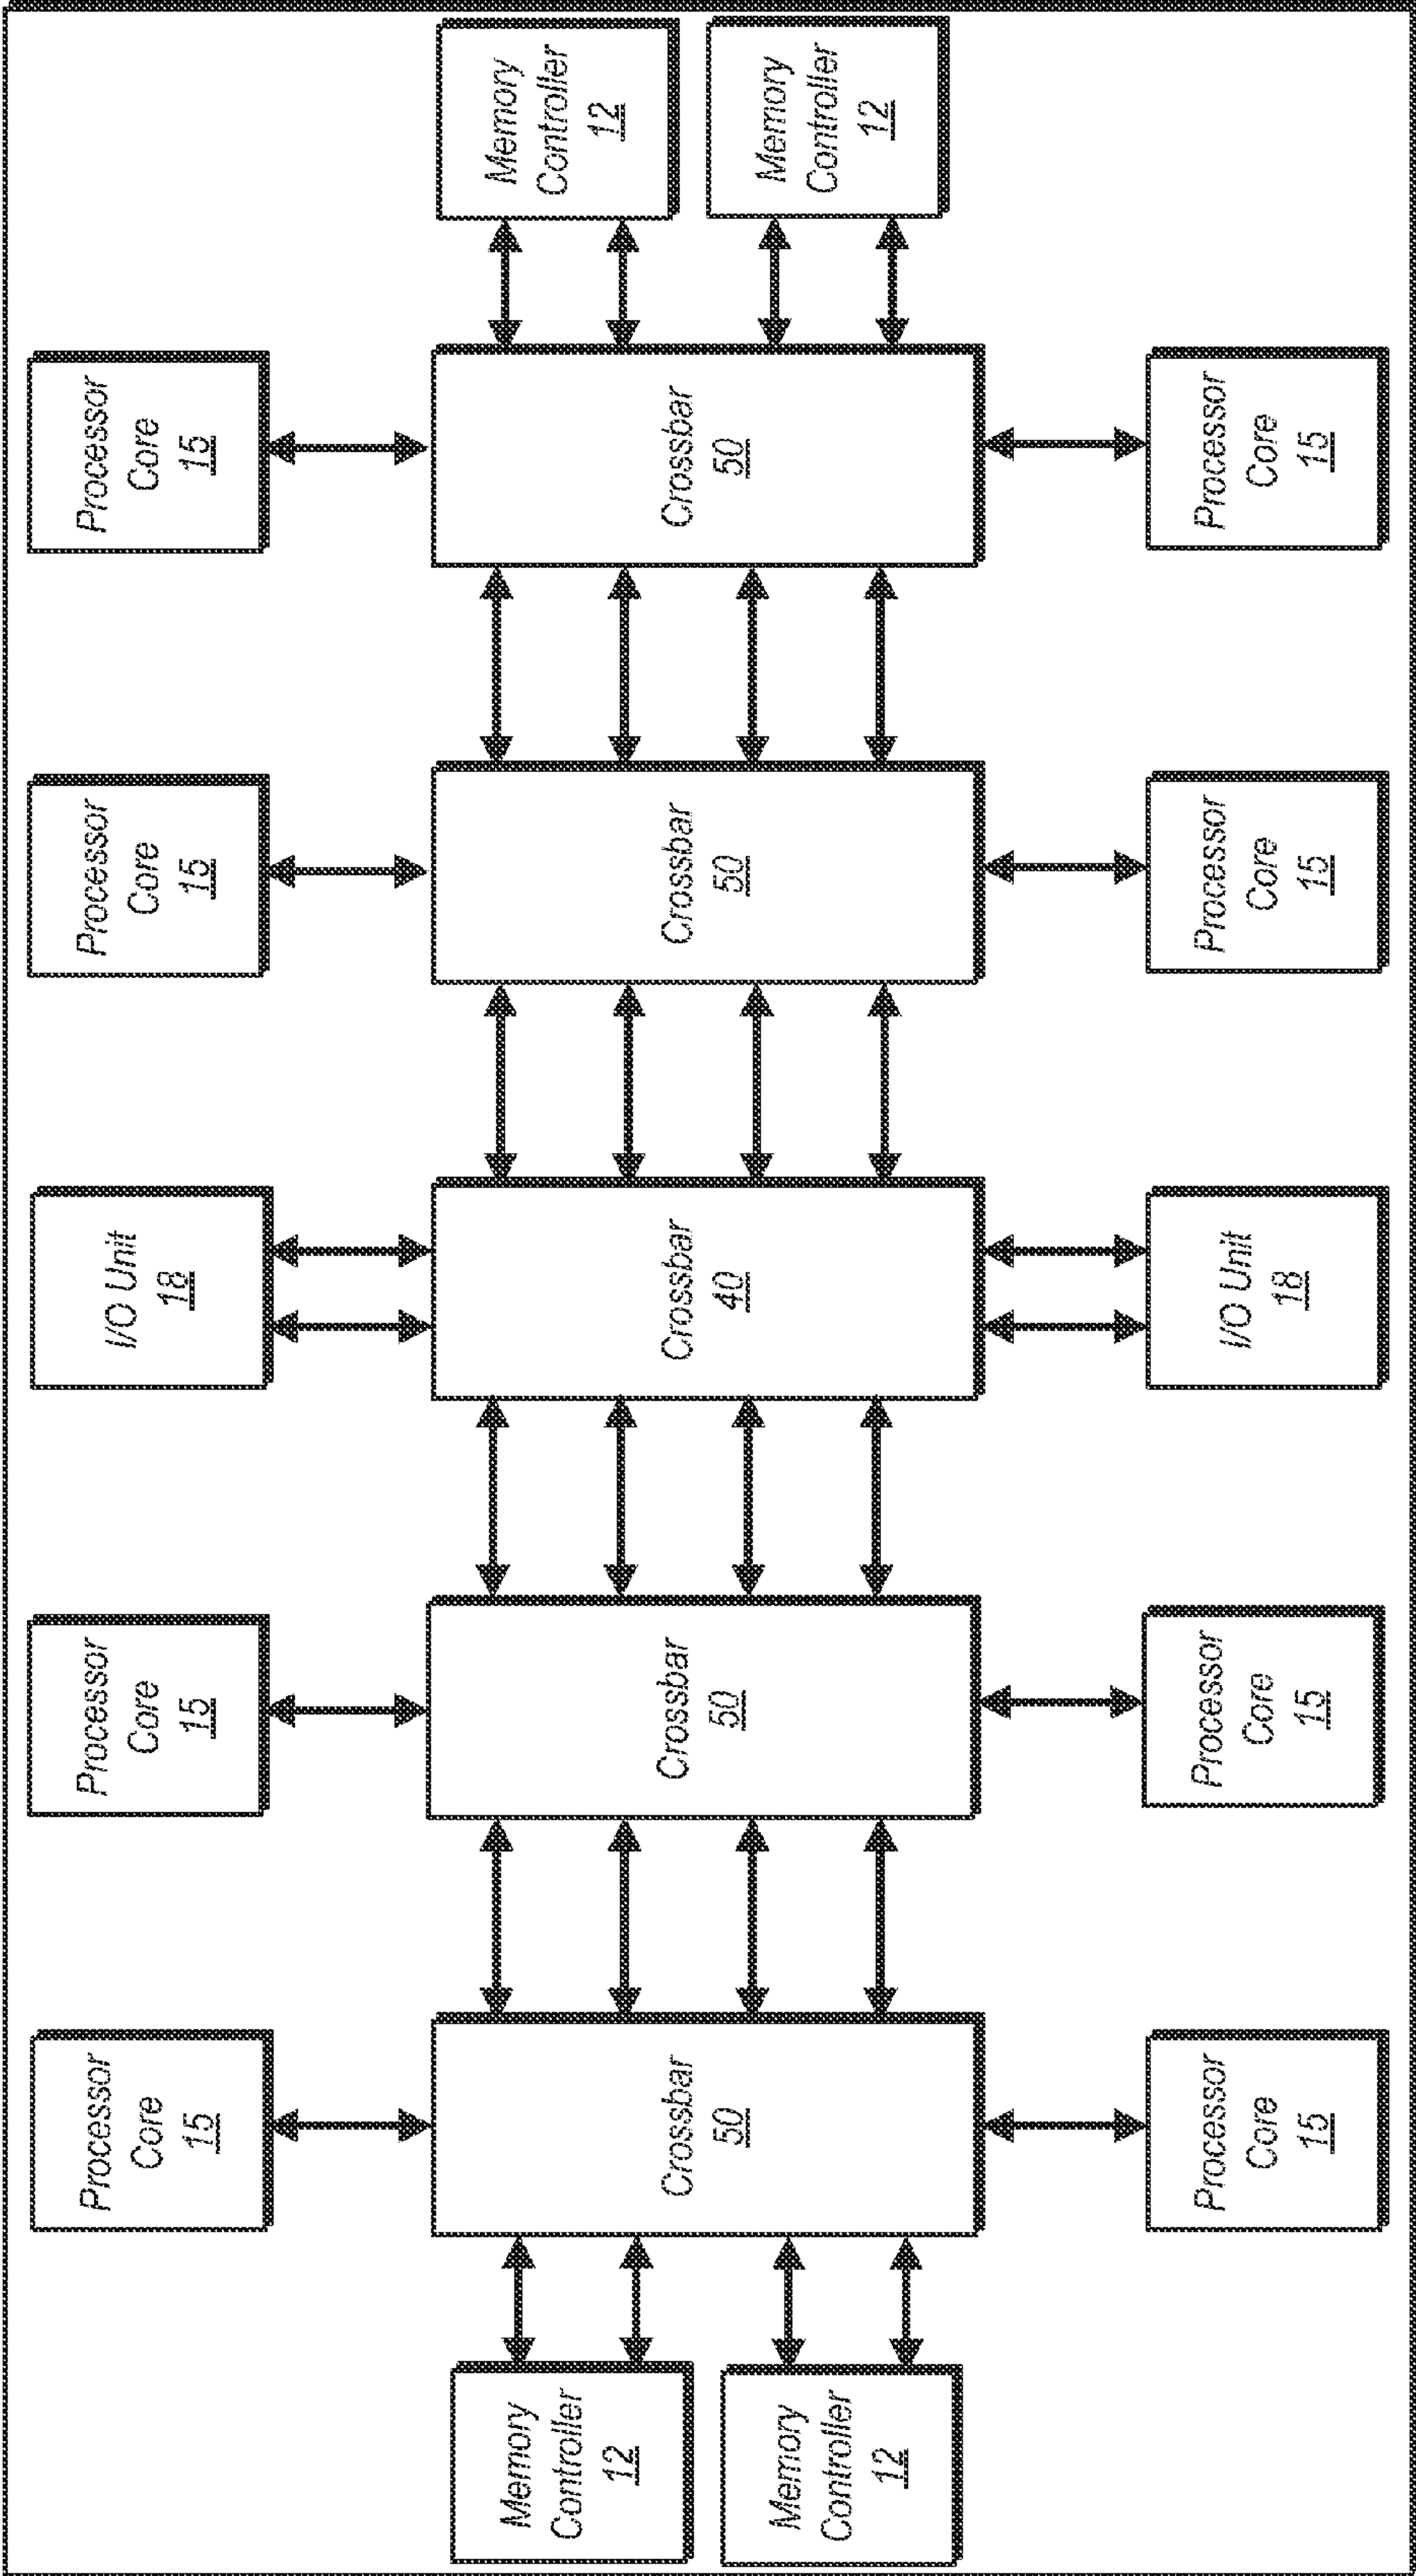 Processor
Core
15
Processor
Core
15
I/O Unit
18
Processor
Core
15
Processor
Core
15
Memory
Controller
12
Memory
Controller
12
Crossbar
50
Crossbar
50
Crossbar
40
Crossbar
50
Crossbar
50
Memory
Controller
12
Memory
Controller
12
Processor
Core
15
Processor
Core
15
I/O Unit
18
Processor
Core
15
Processor
Core
15